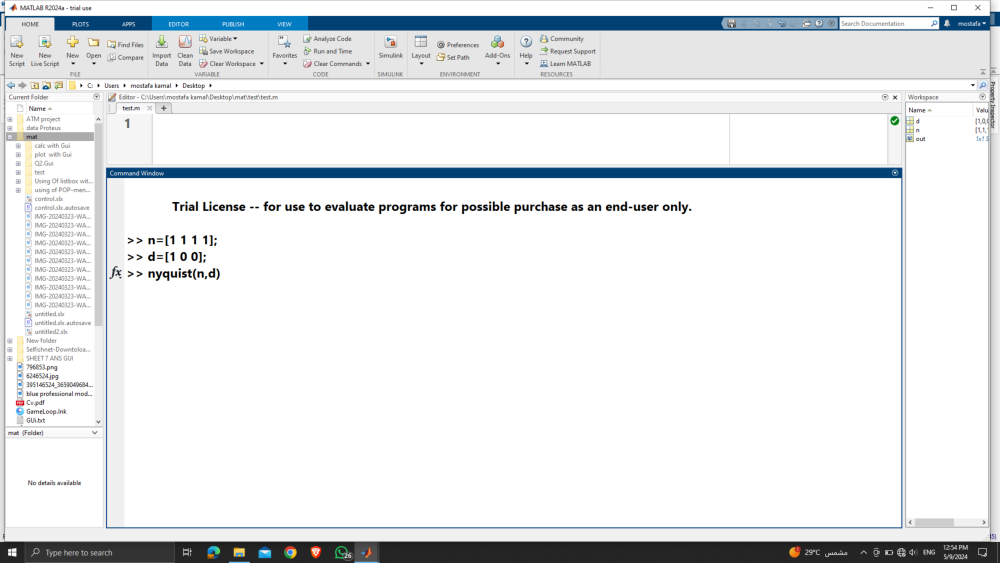 MATLAB R2024a - trial use
HOME PLOTS APPS EDITOR PUBLISH VIEW
Search Documentation
mostafa
New Script
New Live Script
New
Open
Find Files
Compare
Import Data
Clean Data
Variable
Save Workspace
Clear Workspace
Favorites
Analyze Code
Run and Time
Clear Commands
Simulink
Layout
Preferences
Set Path
Add-Ons
Help
Community
Request Support
Learn MATLAB
FILE VARIABLE CODE SIMULINK ENVIRONMENT RESOURCES
C: Users mostafa kamal Desktop
Current Folder
Name
ATM project
data Proteus
mat
calc with Gui
plot with Gui
Q2.Gui
test
Using Of listbox wit...
using of POP-men...
control.slx
control.slx.autosave
IMG-20240323-WA...
IMG-20240323-WA...
IMG-20240323-WA...
IMG-20240323-WA...
IMG-20240323-WA...
IMG-20240323-WA...
IMG-20240323-WA...
IMG-20240323-WA...
IMG-20240323-WA...
IMG-20240323-WA...
IMG-20240323-WA...
untitled.slx
untitled.slx.autosave
untitled2.slx
New folder
Selfishnet-Downtoloa...
SHEET 7 ANS GUI
796853.png
6246524.jpg
395146524_3659049684...
blue professional mod...
Cv.pdf
GameLoop.lnk
GUi.txt
mat (Folder)
No details available
Editor - C:\Users\mostafa kamal\Desktop\mat\test\test.m
test.m
1
Command Window
Trial License -- for use to evaluate programs for possible purchase as an end-user only.
>> n=[1 1 1 1];
>> d=[1 0 0];
fx >> nyquist(n,d)
Workspace
Name Valu
d [1,0,0
n [1,1,
out 1x1 S
Property Inspector
Type here to search
26
29°C مشمس
ENG
12:54 PM
5/9/2024